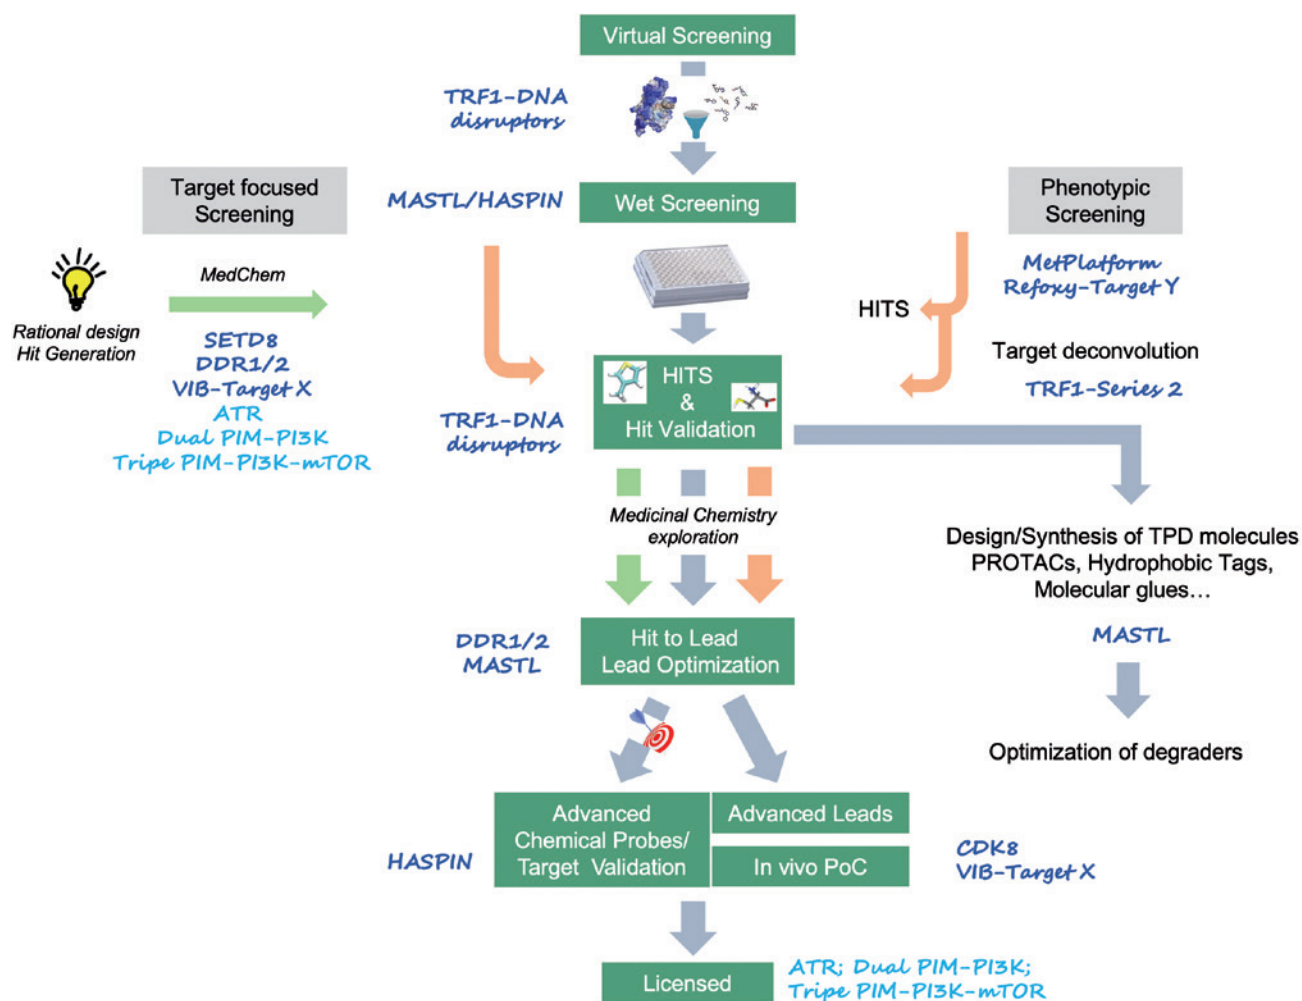 Virtual Screening
TRF1-DNA
disruptors
Target focused
Screening
MASTL/HASPIN
Wet Screening
Phenotypic
Screening
MedChem
Rational design
Hit Generation
SETD8
DDR1/2
VIB-Target X
ATR
Dual PIM-PI3K
Tripe PIM-PI3K-mTOR
MetPlatform
Refoxy-Target Y
HITS
Target deconvolution
TRF1-Series 2
HITS
&
Hit Validation
TRF1-DNA
disruptors
Medicinal Chemistry
exploration
Design/Synthesis of TPD molecules
PROTACs, Hydrophobic Tags,
Molecular glues...
MASTL
Optimization of degraders
DDR1/2
MASTL
Hit to Lead
Lead Optimization
HASPIN
Advanced
Chemical Probes/
Target Validation
Advanced Leads
In vivo PoC
CDK8
VIB-Target X
Licensed
ATR; Dual PIM-PI3K;
Tripe PIM-PI3K-mTOR